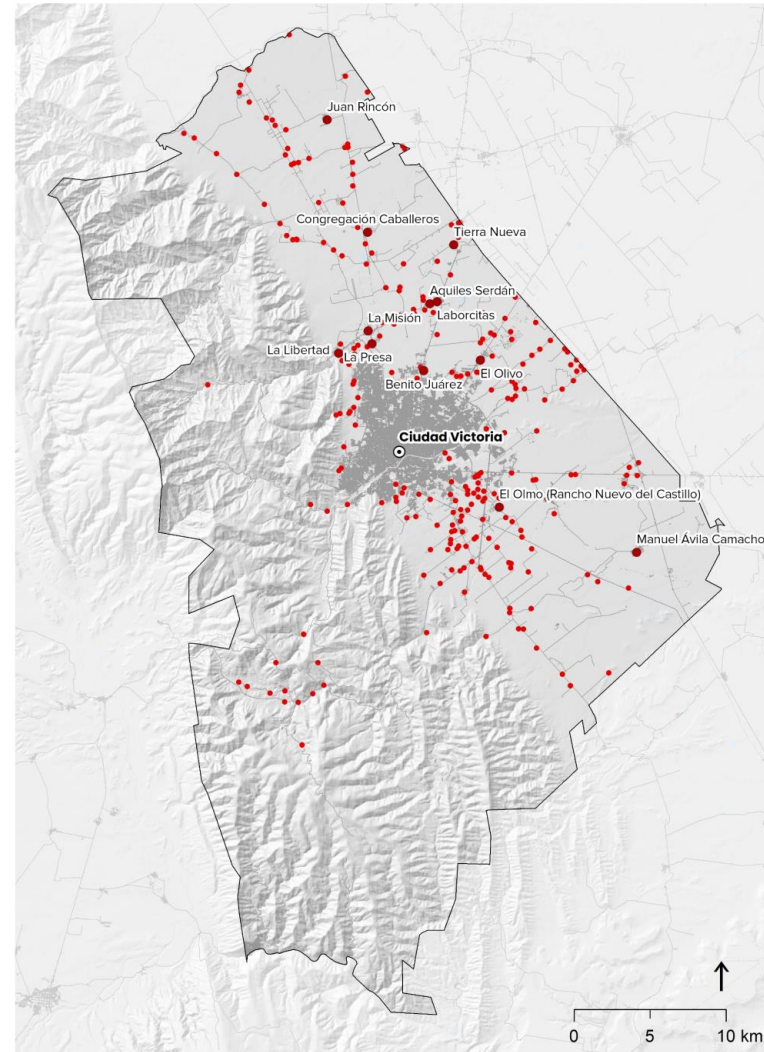 Juan Rincón
Congregación Caballeros
Tierra Nueva
Aquiles Serdán
Laborcitas
La Misión
La Libertad
La Presa
El Olivo
Benito Juárez
Ciudad Victoria
El Olmo (Rancho Nuevo del Castillo)
Manuel Ávila Camacho
0 5 10 km